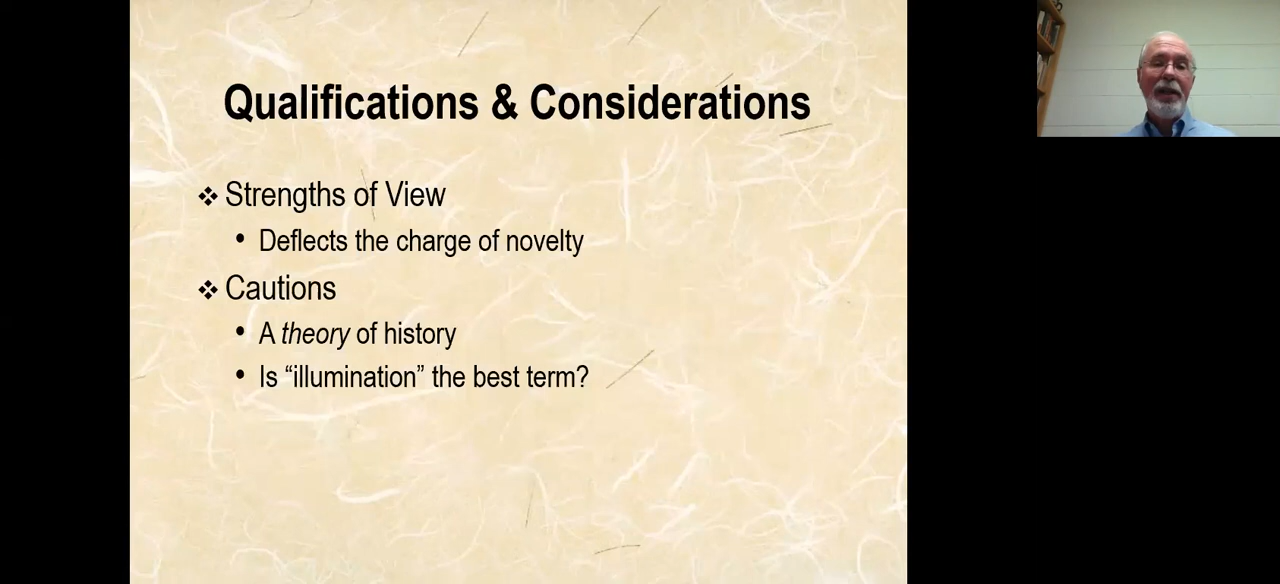 Qualifications & Considerations
❖ Strengths of View
• Deflects the charge of novelty
❖ Cautions
• A theory of history
• Is “illumination” the best term?